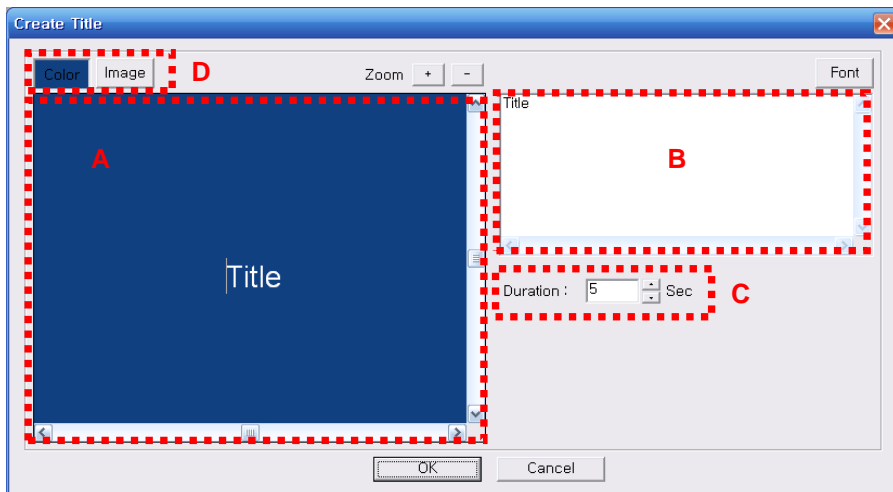 Create Title
Color Image D Zoom + - Font
Title
A B
Title
Duration : 5 Sec C
OK Cancel